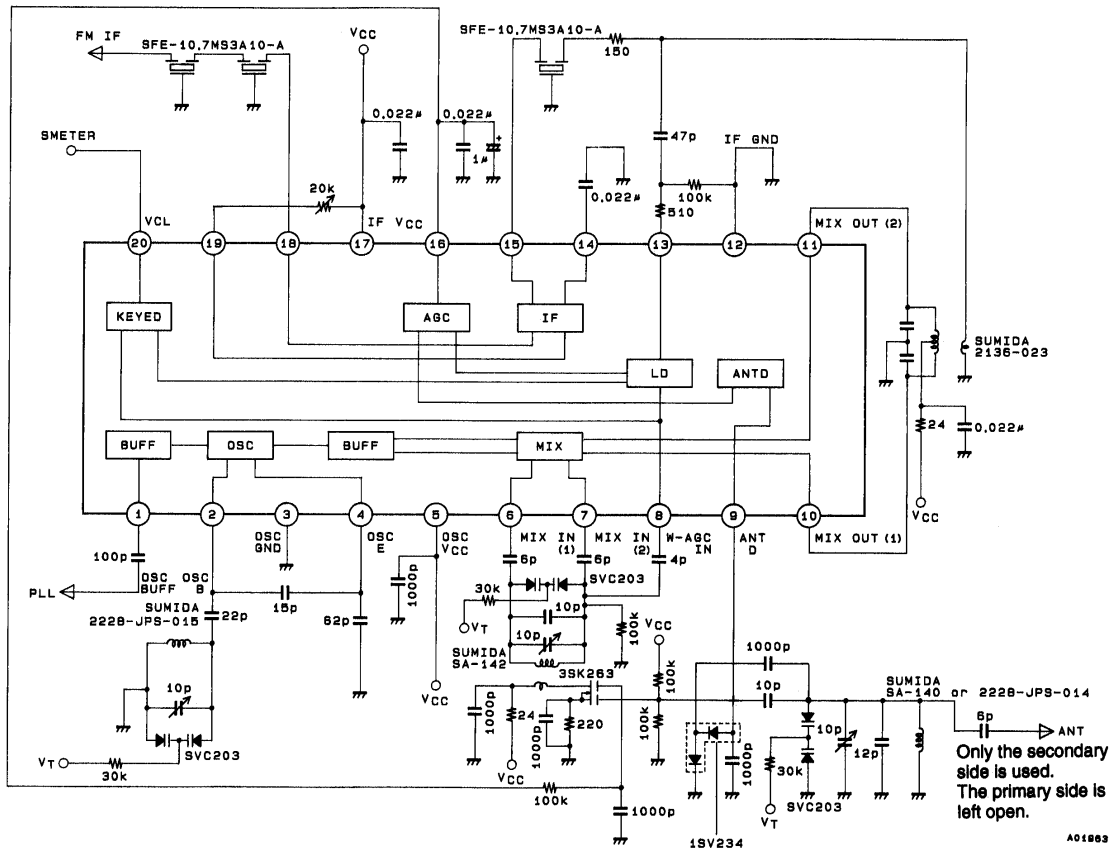 FM IF
SFE-10.7MS3A10-A
VCC
SFE-10.7MS3A10-A
150
0.022μ
0.022μ
1μ
+
47p
IF GND
SMETER
0.022μ
100k
20k
510
VCL
IF VCC
MIX OUT (2)
20
19
18
17
16
15
14
13
12
11
KEYED
AGC
IF
LD
ANTD
SUMIDA
2136-023
24
0.022μ
VCC
BUFF
OSC
BUFF
MIX
1
2
3
4
5
6
7
8
9
10
OSC
GND
OSC
E
OSC
VCC
MIX IN
(1)
MIX IN
(2)
W-AGC
IN
ANT
D
MIX OUT (1)
100p
OSC
BUFF
OSC
B
PLL
SUMIDA
2228-JPS-015
22p
15p
62p
1000p
VCC
6p
6p
4p
SVC203
30k
VT
10p
10p
100k
SUMIDA
SA-142
VCC
100k
100k
3SK263
1000p
24
VCC
1000p
220
10p
SVC203
VT
30k
100k
1000p
1000p
10p
1000p
1SV234
SUMIDA
SA-140 or 2228-JPS-014
10p
12p
30k
VT
SVC203
6p
ANT
Only the secondary
side is used.
The primary side is
left open.
A01963